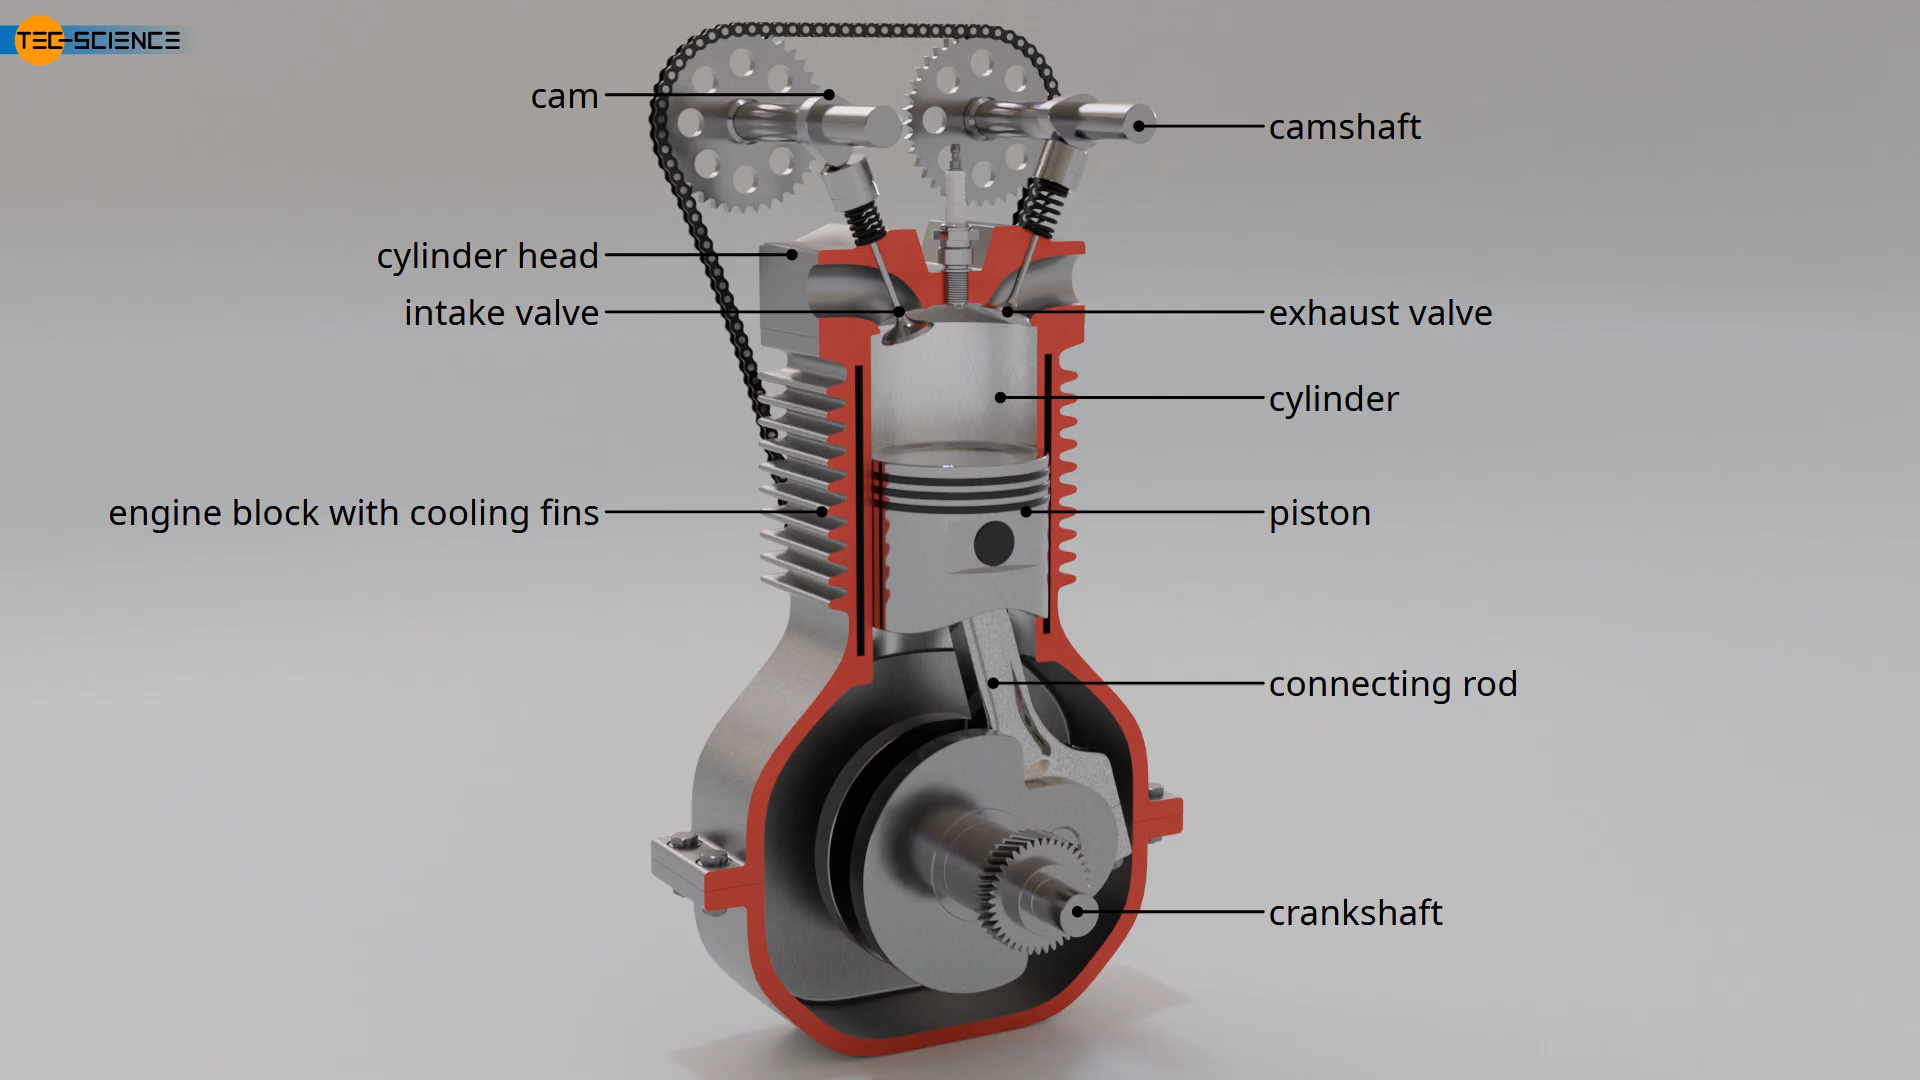 TEC-SCIENCE
cam
camshaft
cylinder head
intake valve
exhaust valve
cylinder
engine block with cooling fins
piston
connecting rod
crankshaft